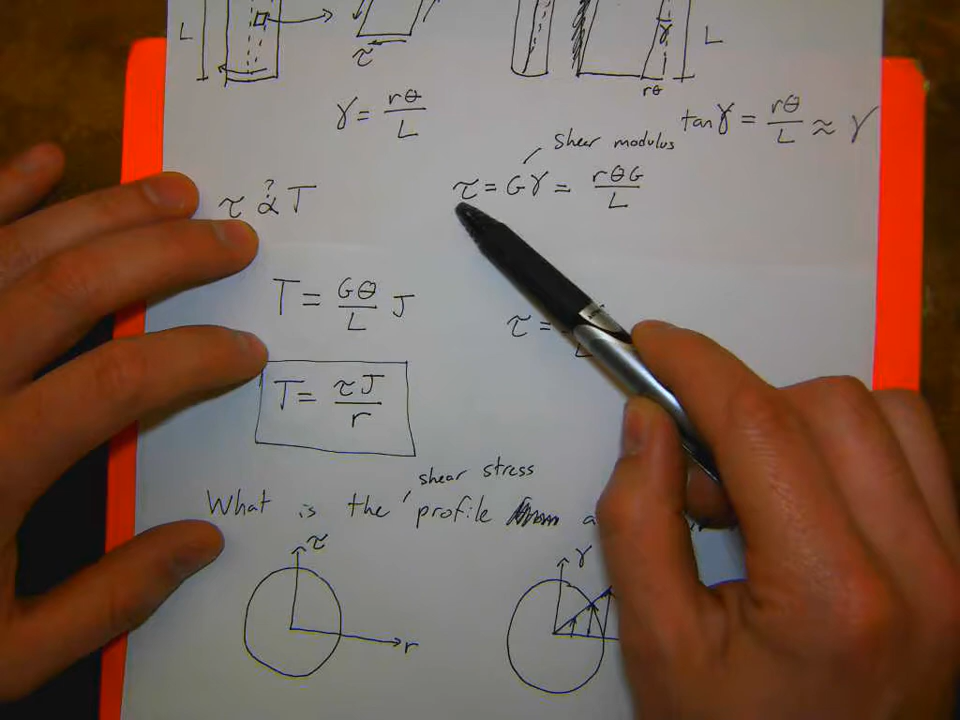 L
τ
γ
L
rθ
γ = rθ/L
tan γ = rθ/L ≈ γ
shear modulus
τ = Gγ = rθG/L
τ ∝ T
?
T = Gθ/L J
τ =
T = τJ/r
shear stress
What is the profile
τ
r
γ